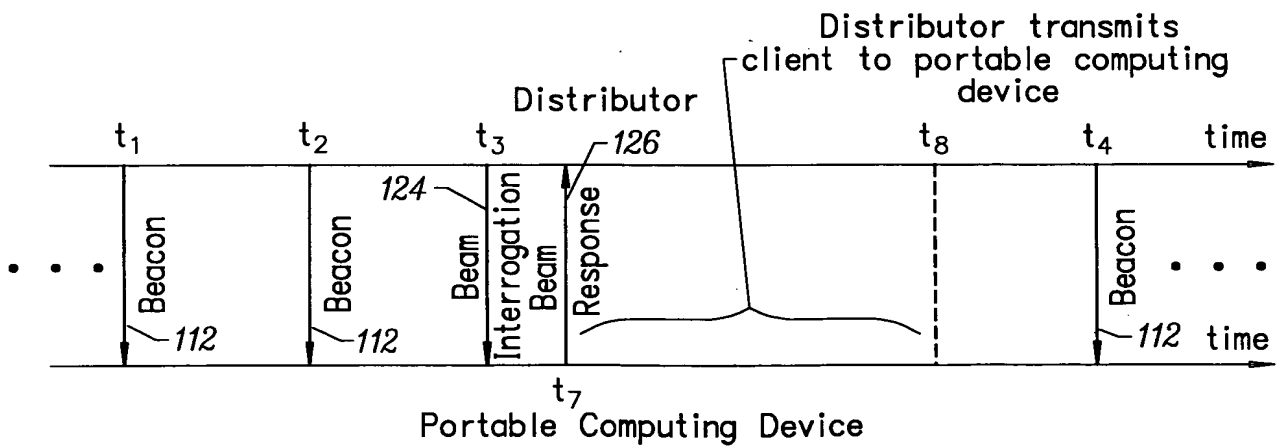 Distributor transmits
client to portable computing
device
Distributor
t1 t2 t3 126 t8 t4 time
124
Beacon
Beacon
Beam
Interrogation
Beam
Response
Beacon
112 112 112
time
t7
Portable Computing Device